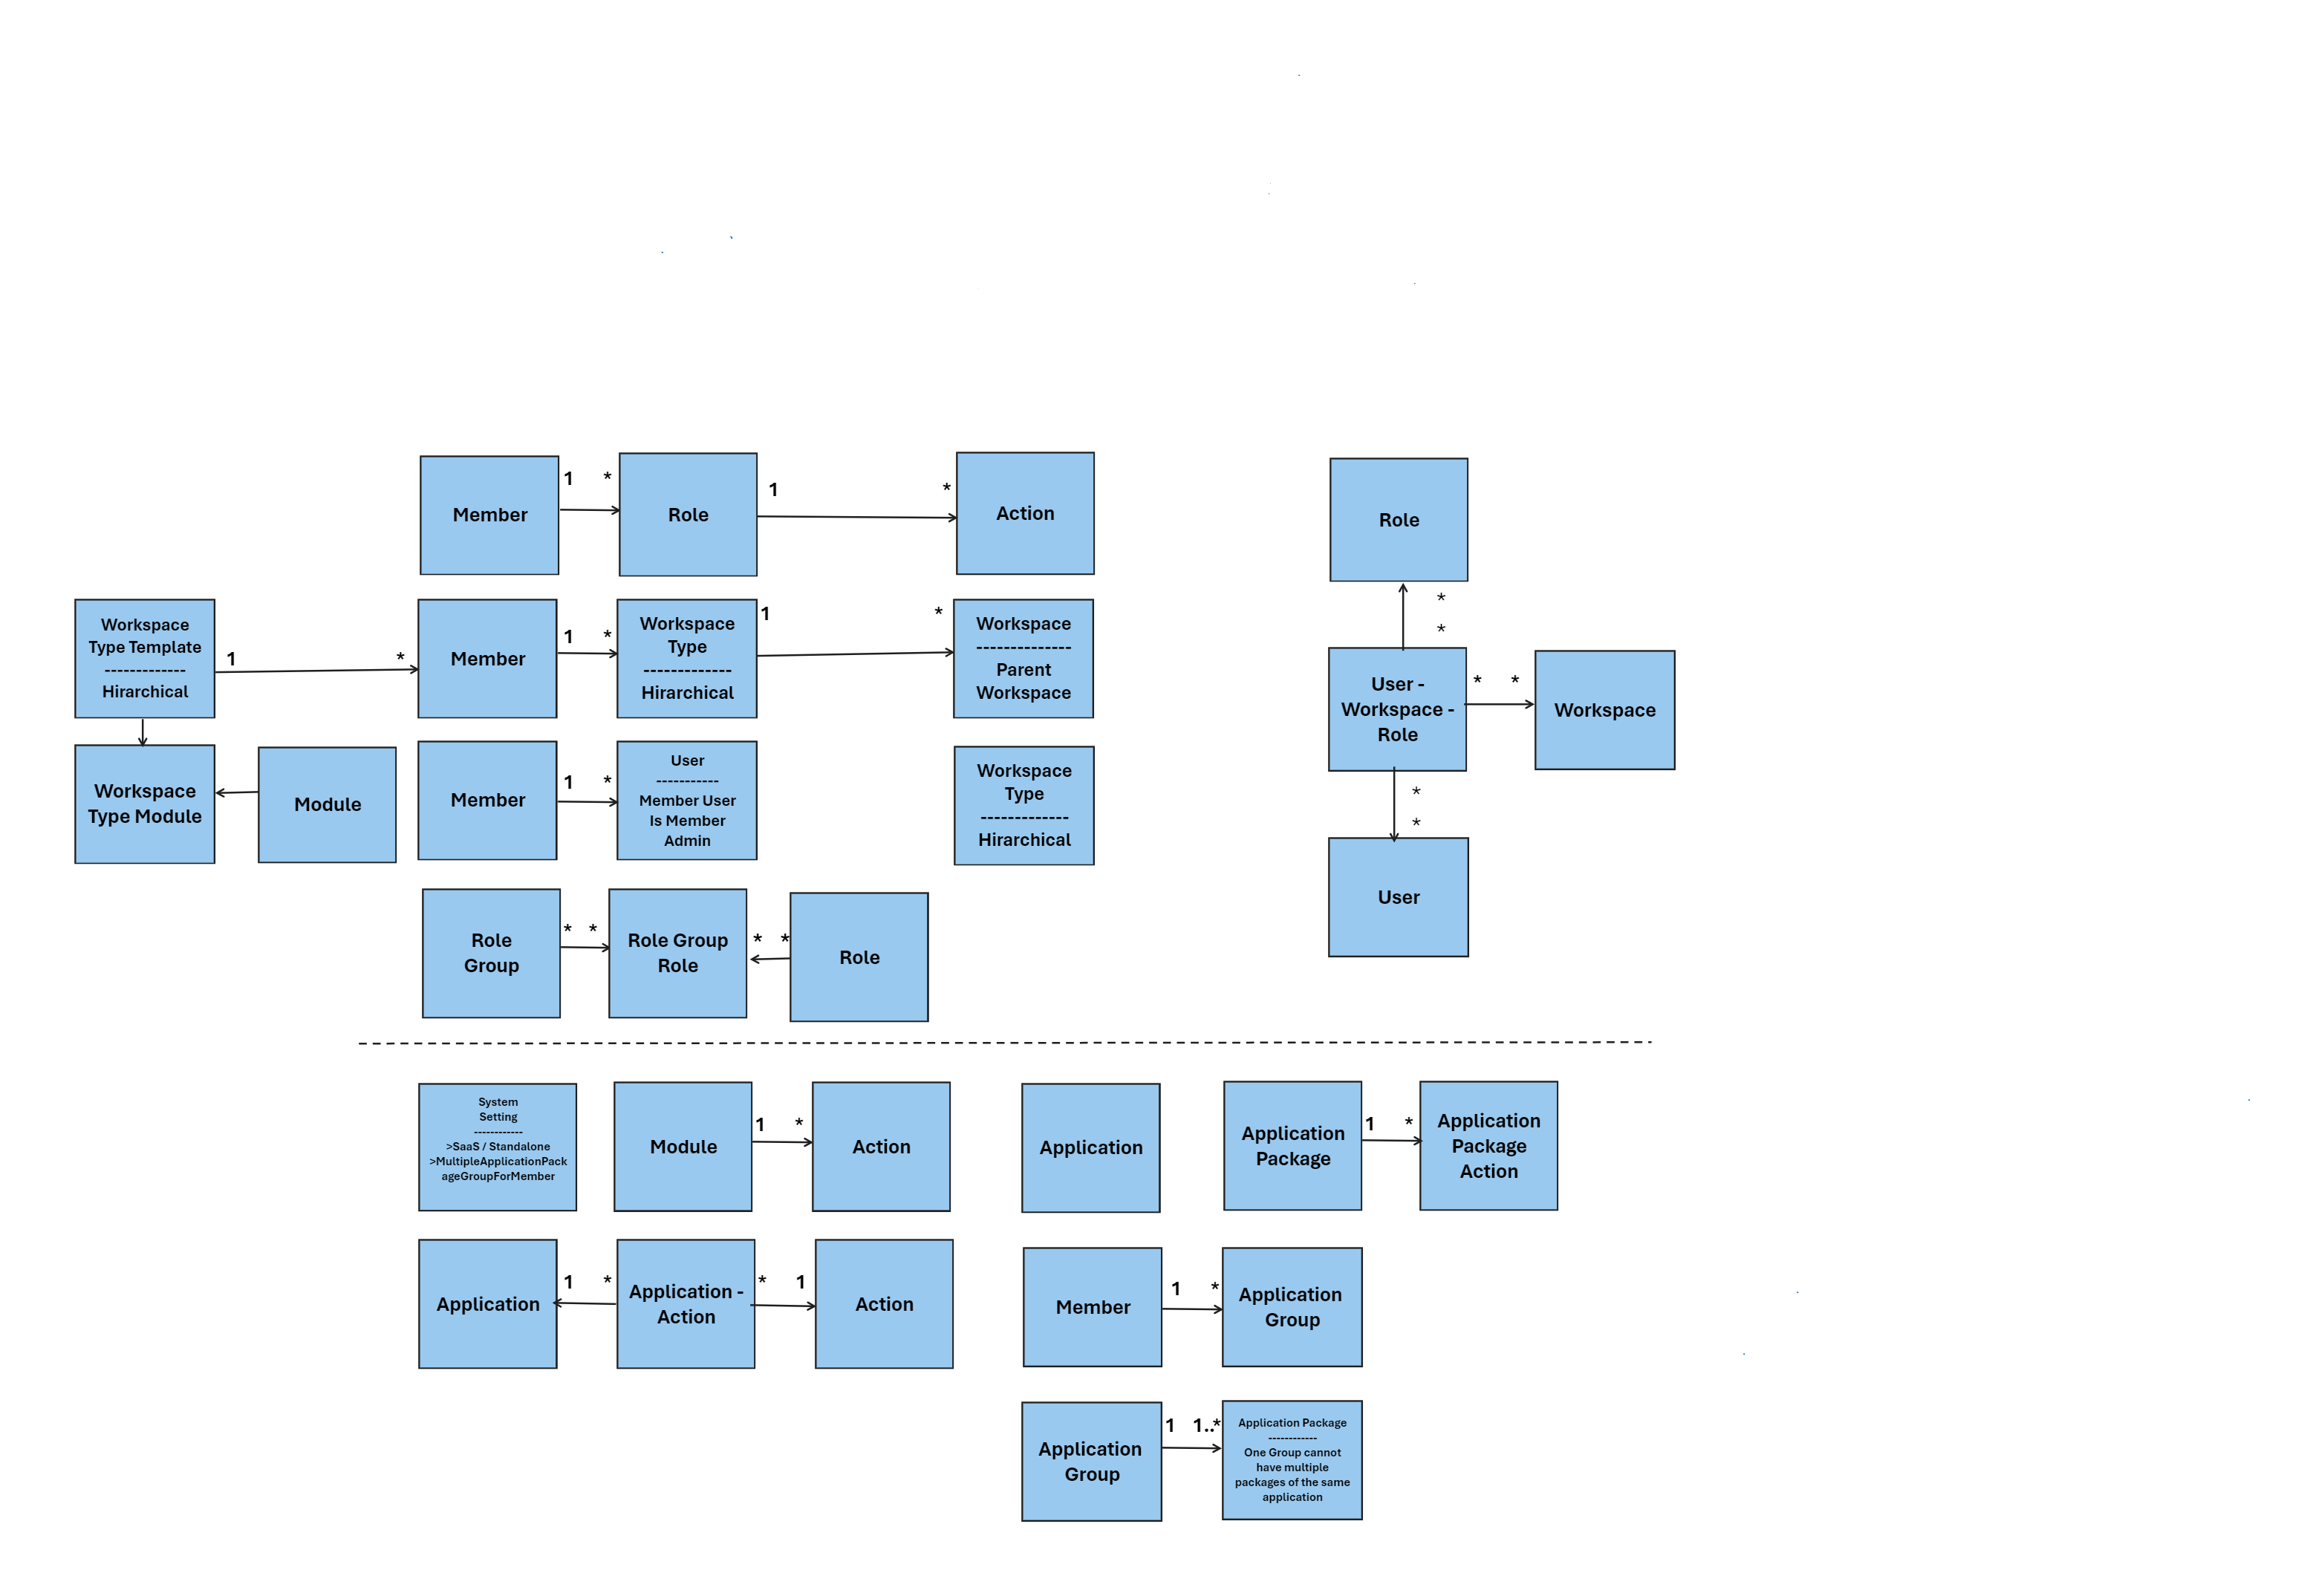 Member
1 *
Role
1 *
Action
Role
*
*
Workspace
Type Template
-------------
Hirarchical
1 *
Member
1 *
Workspace
Type
-------------
Hirarchical
1 *
Workspace
--------------
Parent
Workspace
User -
Workspace -
Role
* *
Workspace
*
*
User
Workspace
Type Module
Module
Member
1 *
User
-----------
Member User
Is Member
Admin
Workspace
Type
-------------
Hirarchical
Role
Group
* *
Role Group
Role
* *
Role
System
Setting
------------
>SaaS / Standalone
>MultipleApplicationPack
ageGroupForMember
Module
1 *
Action
Application
Application
Package
1 *
Application
Package
Action
Application
1 *
Application -
Action
* 1
Action
Member
1 *
Application
Group
Application
Group
1 1..*
Application Package
------------
One Group cannot
have multiple
packages of the same
application